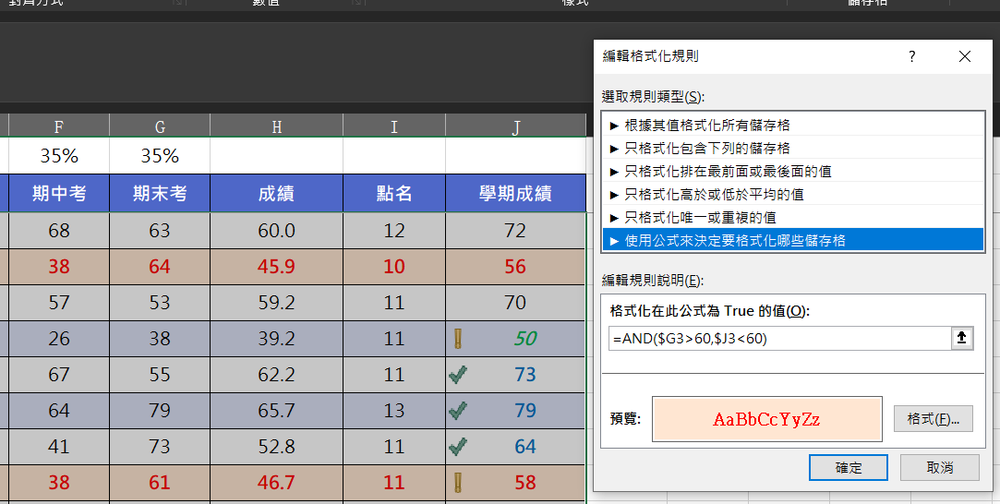 對齊方式 數值 樣式 儲存格
編輯格式化規則 ?
選取規則類型(S):
► 根據其值格式化所有儲存格
► 只格式化包含下列的儲存格
► 只格式化排在最前面或最後面的值
► 只格式化高於或低於平均的值
► 只格式化唯一或重複的值
► 使用公式來決定要格式化哪些儲存格
編輯規則說明(E):
格式化在此公式為 True 的值(O):
=AND($G3>60,$J3<60)
預覽: AaBbCcYyZz 格式(F)...
確定 取消
F G H I J
35% 35%
期中考 期末考 成績 點名 學期成績
68 63 60.0 12 72
38 64 45.9 10 56
57 53 59.2 11 70
26 38 39.2 11 50
67 55 62.2 11 73
64 79 65.7 13 79
41 73 52.8 11 64
38 61 46.7 11 58